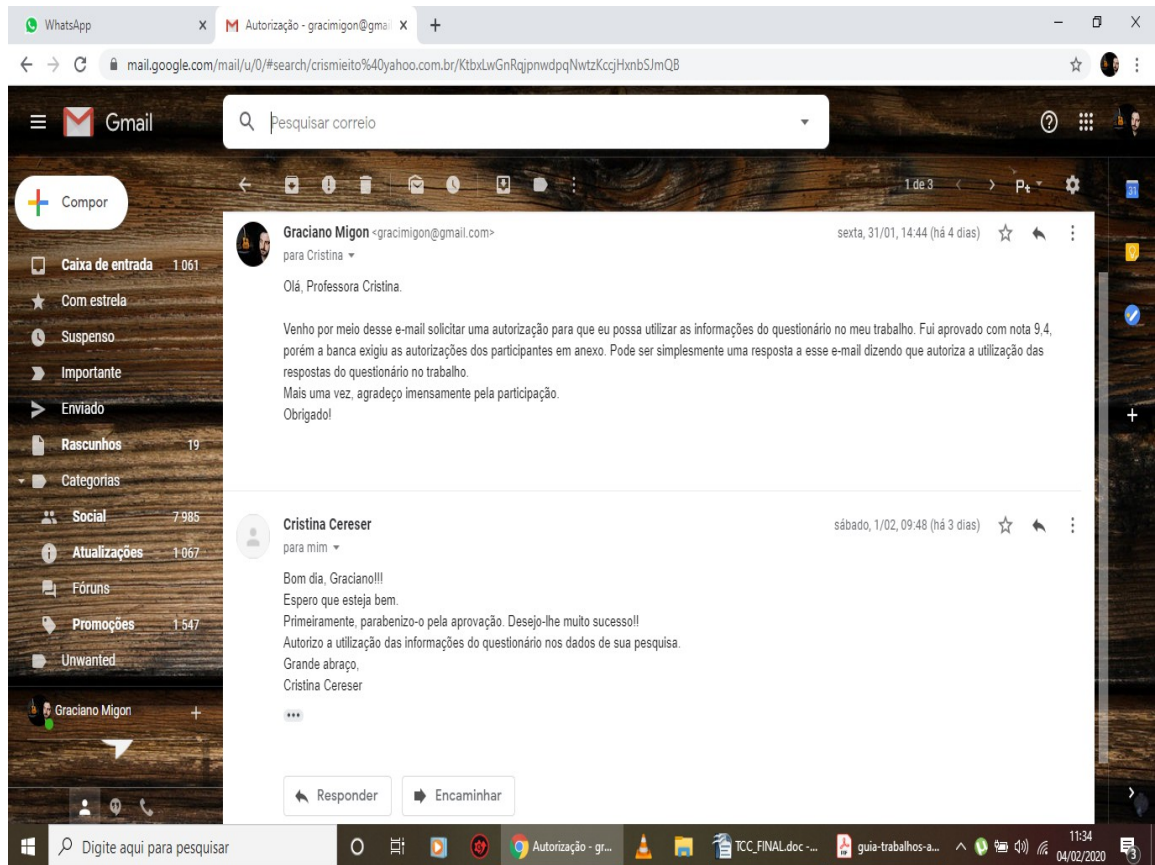 WhatsApp
Autorização - gracimigon@gmai
mail.google.com/mail/u/0/#search/crismieito%40yahoo.com.br/KtbxLwGnRqjpnwdpqNwtzKccjHxnbSJmQB
Gmail
Pesquisar correio
Compor
1 de 3
Pt
31
Caixa de entrada 1 061
Com estrela
Suspenso
Importante
Enviado
Rascunhos 19
Categorias
Social 7 985
Atualizações 1 067
Fóruns
Promoções 1 547
Unwanted
Graciano Migon
Graciano Migon <gracimigon@gmail.com>
sexta, 31/01, 14:44 (há 4 dias)
para Cristina
Olá, Professora Cristina.
Venho por meio desse e-mail solicitar uma autorização para que eu possa utilizar as informações do questionário no meu trabalho. Fui aprovado com nota 9,4,
porém a banca exigiu as autorizações dos participantes em anexo. Pode ser simplesmente uma resposta a esse e-mail dizendo que autoriza a utilização das
respostas do questionário no trabalho.
Mais uma vez, agradeço imensamente pela participação.
Obrigado!
Cristina Cereser
sábado, 1/02, 09:48 (há 3 dias)
para mim
Bom dia, Graciano!!!
Espero que esteja bem.
Primeiramente, parabenizo-o pela aprovação. Desejo-lhe muito sucesso!!
Autorizo a utilização das informações do questionário nos dados de sua pesquisa.
Grande abraço,
Cristina Cereser
Responder
Encaminhar
Digite aqui para pesquisar
Autorização - gr...
TCC_FINAL.doc -...
guia-trabalhos-a...
11:34
04/02/2020
3